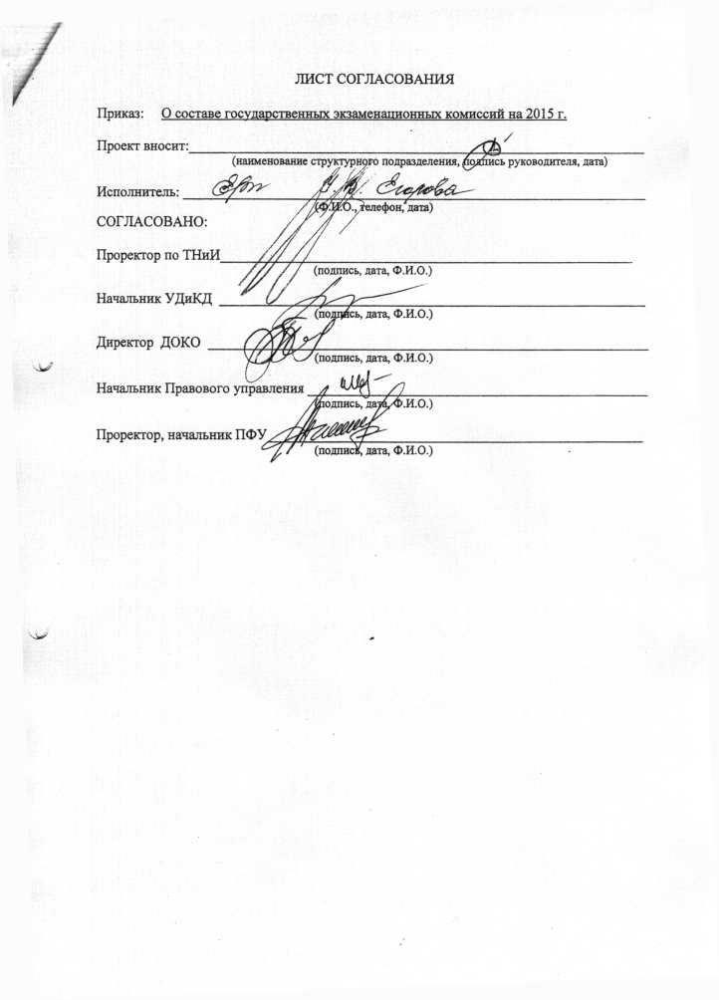 ЛИСТ СОГЛАСОВАНИЯ
Приказ: О составе государственных экзаменационных комиссий на 2015 г.
Проект вносит:
(наименование структурного подразделения, подпись руководителя, дата)
Исполнитель: Егорова
(Ф.И.О., телефон, дата)
СОГЛАСОВАНО:
Проректор по ТНиИ
(подпись, дата, Ф.И.О.)
Начальник УДиКД
(подпись, дата, Ф.И.О.)
Директор ДОКО
(подпись, дата, Ф.И.О.)
Начальник Правового управления
(подпись, дата, Ф.И.О.)
Проректор, начальник ПФУ
(подпись, дата, Ф.И.О.)